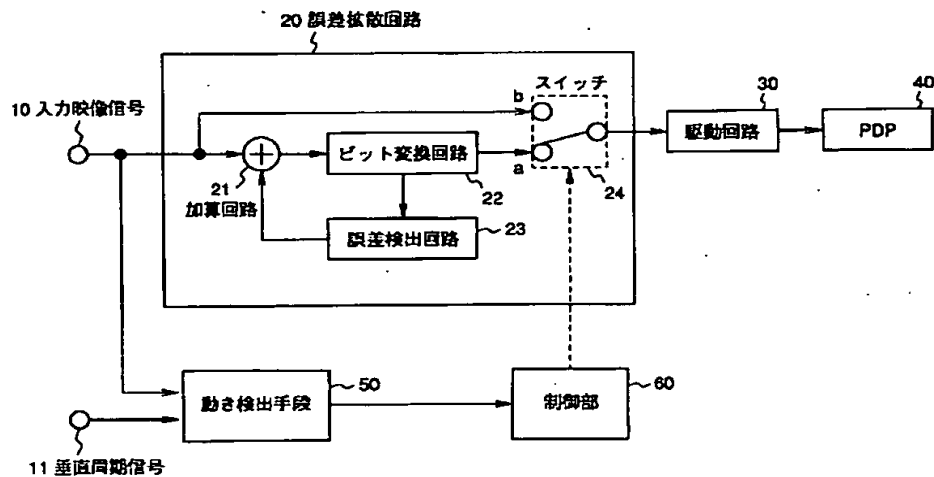 20 誤差拡散回路
スイッチ
10 入力映像信号
b
30
駆動回路
40
PDP
21
加算回路
ビット変換回路
22
a
24
誤差検出回路
23
動き検出手段
50
制御部
60
11 垂直同期信号